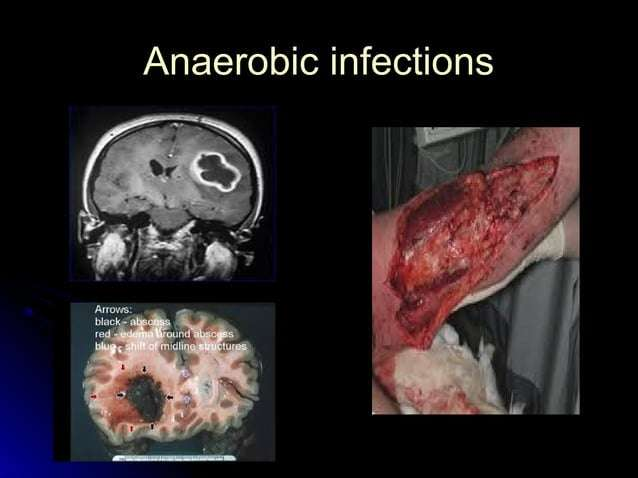 Anaerobic infections
Arrows:
black - abscess
red - edema around abscess
blue - shift of midline structures